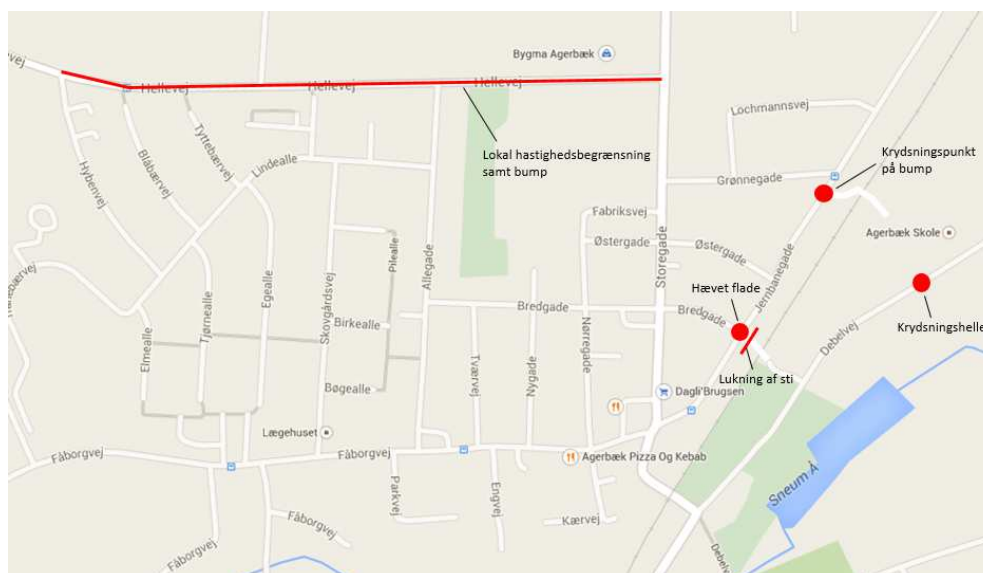 Bygma Agerbæk
evej
Hellevej
Hellevej
Hellevej
Lochmannsvej
Tyttebærvej
Blåbærvej
Hybenvej
Lindealle
Lokal hastighedsbegrænsning
samt bump
Krydsningspunkt
på bump
Grønnegade
Fabriksvej
Østergade
Østergade
Agerbæk Skole
Storegade
Jernbanegade
Pilealle
Allegade
Skovgårdsvej
Egealle
Tjørnealle
Elmealle
Hævet flade
Bredgade
Bredgade
Birkealle
Debelvej
Krydsningshelle
Nørregade
Tværvej
Nygade
Lukning af sti
Bøgealle
Dagli'Brugsen
Lægehuset
Fåborgvej
Fåborgvej
Agerbæk Pizza Og Kebab
Sneum Å
Parkvej
Engvej
Kærvej
Fåborgvej
Fåborgvej
Debelvej